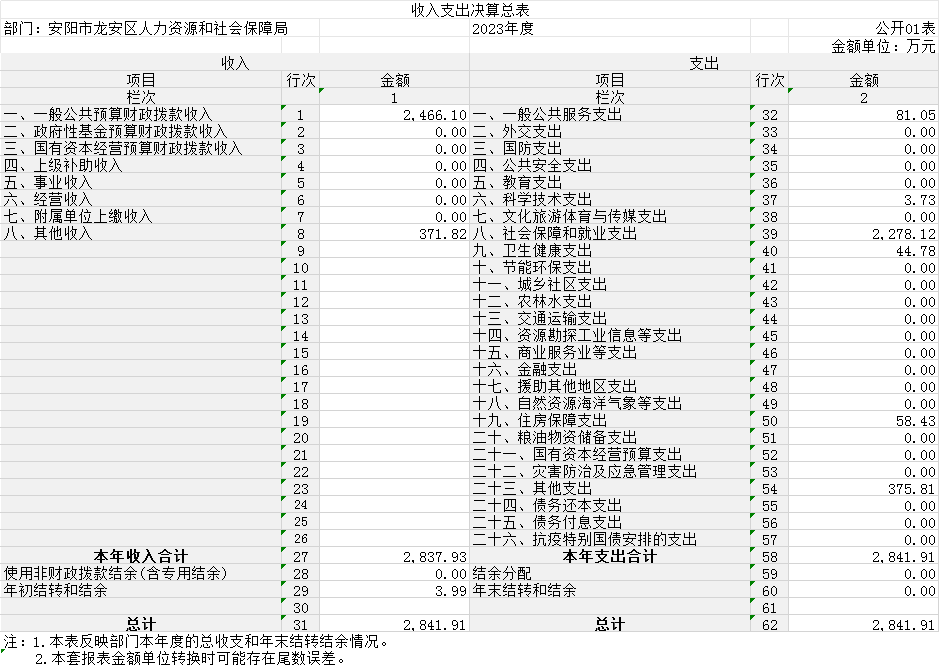 收入支出决算总表
部门：安阳市龙安区人力资源和社会保障局 2023年度 公开01表
金额单位：万元
收入 支出
项目 行次 金额 项目 行次 金额
栏次 1 栏次 2
一、一般公共预算财政拨款收入 1 2,466.10 一、一般公共服务支出 32 81.05
二、政府性基金预算财政拨款收入 2 0.00 二、外交支出 33 0.00
三、国有资本经营预算财政拨款收入 3 0.00 三、国防支出 34 0.00
四、上级补助收入 4 0.00 四、公共安全支出 35 0.00
五、事业收入 5 0.00 五、教育支出 36 0.00
六、经营收入 6 0.00 六、科学技术支出 37 3.73
七、附属单位上缴收入 7 0.00 七、文化旅游体育与传媒支出 38 0.00
八、其他收入 8 371.82 八、社会保障和就业支出 39 2,278.12
9 九、卫生健康支出 40 44.78
10 十、节能环保支出 41 0.00
11 十一、城乡社区支出 42 0.00
12 十二、农林水支出 43 0.00
13 十三、交通运输支出 44 0.00
14 十四、资源勘探工业信息等支出 45 0.00
15 十五、商业服务业等支出 46 0.00
16 十六、金融支出 47 0.00
17 十七、援助其他地区支出 48 0.00
18 十八、自然资源海洋气象等支出 49 0.00
19 十九、住房保障支出 50 58.43
20 二十、粮油物资储备支出 51 0.00
21 二十一、国有资本经营预算支出 52 0.00
22 二十二、灾害防治及应急管理支出 53 0.00
23 二十三、其他支出 54 375.81
24 二十四、债务还本支出 55 0.00
25 二十五、债务付息支出 56 0.00
26 二十六、抗疫特别国债安排的支出 57 0.00
本年收入合计 27 2,837.93 本年支出合计 58 2,841.91
使用非财政拨款结余(含专用结余) 28 0.00 结余分配 59 0.00
年初结转和结余 29 3.99 年末结转和结余 60 0.00
30 61
总计 31 2,841.91 总计 62 2,841.91
注：1.本表反映部门本年度的总收支和年末结转结余情况。
2.本套报表金额单位转换时可能存在尾数误差。